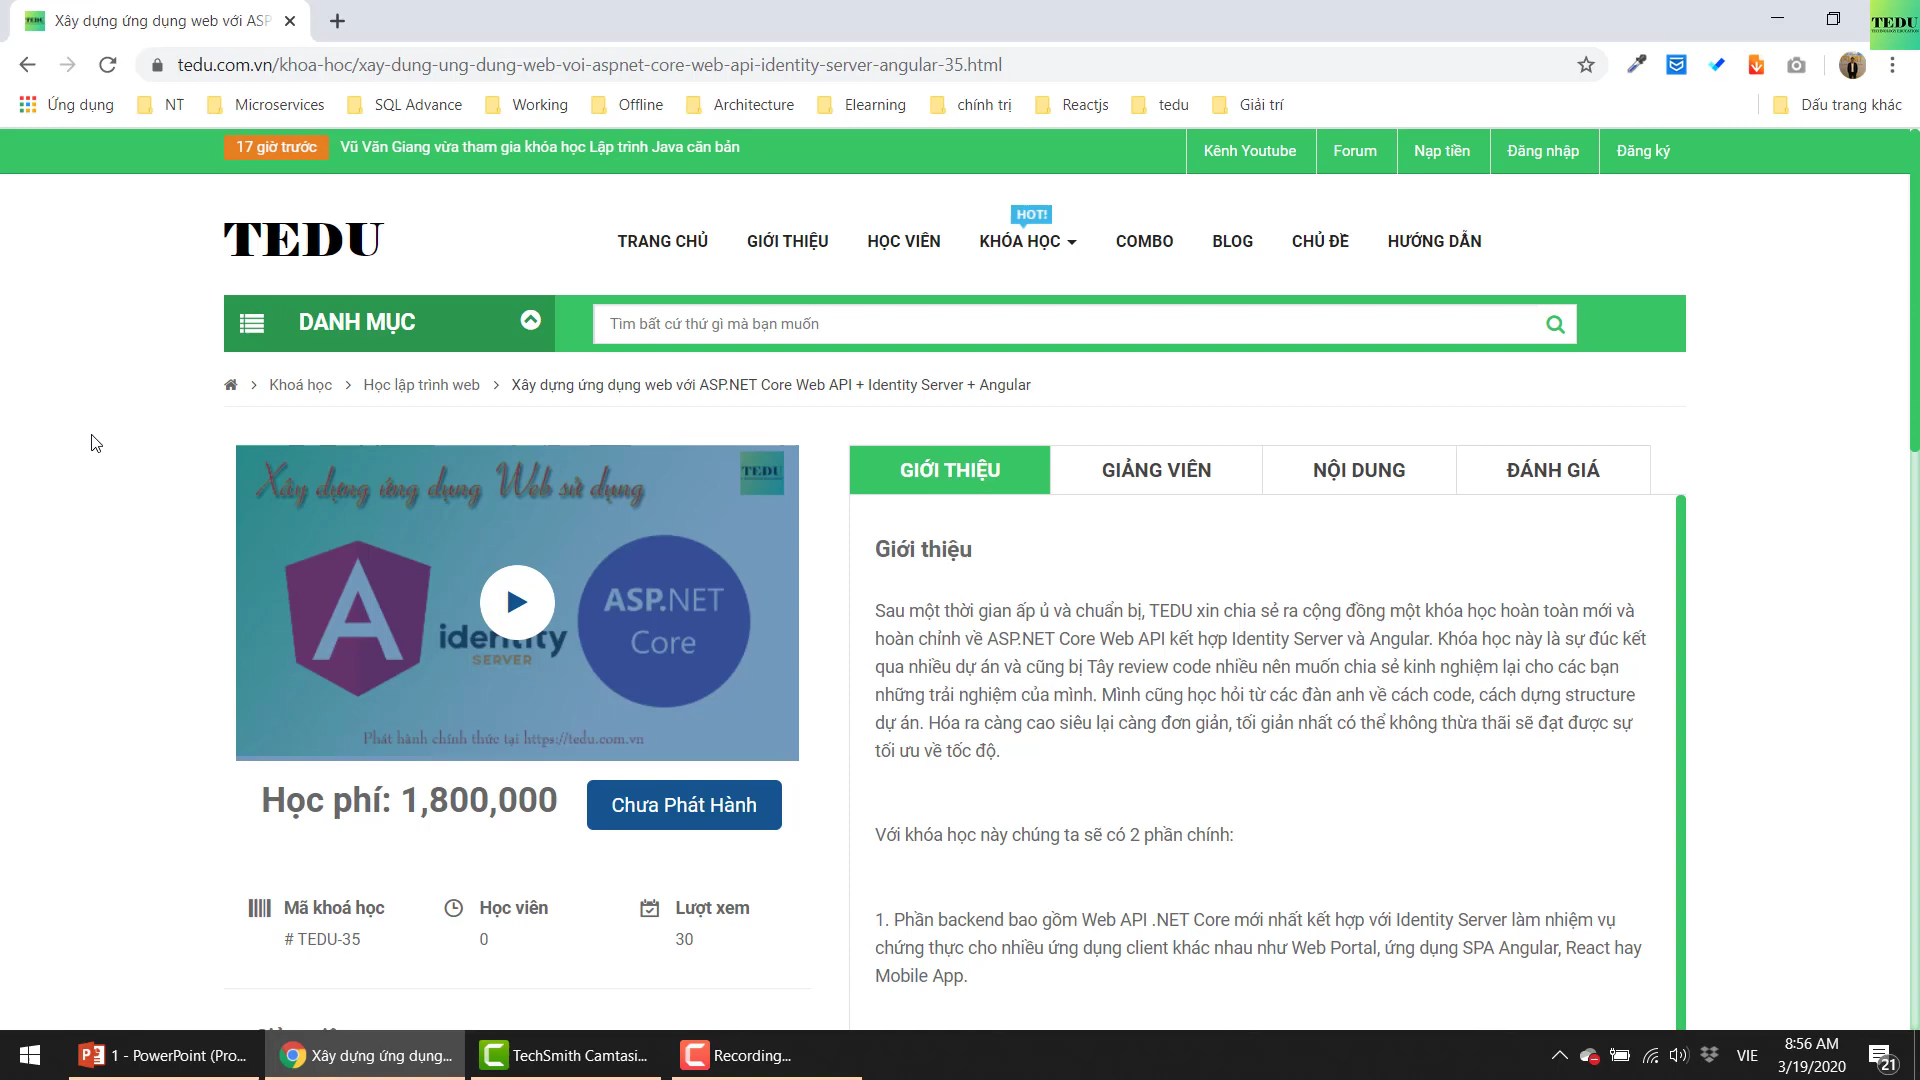 TEDU Xây dựng ứng dụng web với ASP
TEDU
TECHNOLOGY EDUCATION
tedu.com.vn/khoa-hoc/xay-dung-ung-dung-web-voi-aspnet-core-web-api-identity-server-angular-35.html
Ứng dụng NT Microservices SQL Advance Working Offline Architecture Elearning chính trị Reactjs tedu Giải trí Dấu trang khác
17 giờ trước Vũ Văn Giang vừa tham gia khóa học Lập trình Java căn bản Kênh Youtube Forum Nạp tiền Đăng nhập Đăng ký
HOT!
TEDU TRANG CHỦ GIỚI THIỆU HỌC VIÊN KHÓA HỌC COMBO BLOG CHỦ ĐỀ HƯỚNG DẪN
DANH MỤC Tìm bất cứ thứ gì mà bạn muốn
Khoá học Học lập trình web Xây dựng ứng dụng web với ASP.NET Core Web API + Identity Server + Angular
Xây dựng ứng dụng Web sử dụng
TEDU
A
identity
SERVER
ASP.NET
Core
Phát hành chính thức tại https://tedu.com.vn
Học phí: 1,800,000 Chưa Phát Hành
Mã khoá học Học viên Lượt xem
# TEDU-35 0 30
GIỚI THIỆU GIẢNG VIÊN NỘI DUNG ĐÁNH GIÁ
Giới thiệu
Sau một thời gian ấp ủ và chuẩn bị, TEDU xin chia sẻ ra cộng đồng một khóa học hoàn toàn mới và
hoàn chỉnh về ASP.NET Core Web API kết hợp Identity Server và Angular. Khóa học này là sự đúc kết
qua nhiều dự án và cũng bị Tây review code nhiều nên muốn chia sẻ kinh nghiệm lại cho các bạn
những trải nghiệm của mình. Mình cũng học hỏi từ các đàn anh về cách code, cách dựng structure
dự án. Hóa ra càng cao siêu lại càng đơn giản, tối giản nhất có thể không thừa thãi sẽ đạt được sự
tối ưu về tốc độ.
Với khóa học này chúng ta sẽ có 2 phần chính:
1. Phần backend bao gồm Web API .NET Core mới nhất kết hợp với Identity Server làm nhiệm vụ
chứng thực cho nhiều ứng dụng client khác nhau như Web Portal, ứng dụng SPA Angular, React hay
Mobile App.
1 - PowerPoint (Pro... Xây dựng ứng dụng... TechSmith Camtasi... Recording... VIE 8:56 AM
3/19/2020 21